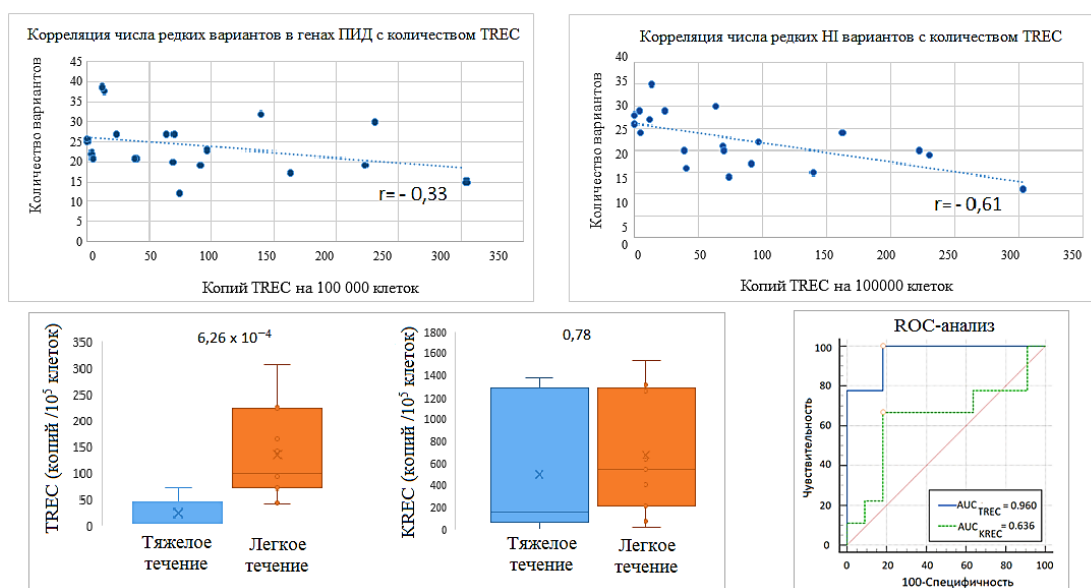 Корреляция числа редких вариантов в генах ПИД с количеством TREC
Количество вариантов
45
40
35
30
25
20
15
10
5
0
r= - 0,33
0 50 100 150 200 250 300 350
Копий TREC на 100 000 клеток
Корреляция числа редких HI вариантов с количеством TREC
Количество вариантов
40
35
30
25
20
15
10
5
0
r= - 0,61
0 50 100 150 200 250 300 350
Копий TREC на 100000 клеток
6,26 x 10⁻⁴
TREC (копий /10⁵ клеток)
350
300
250
200
150
100
50
0
Тяжелое
течение
Легкое
течение
0,78
KREC (копий /10⁵ клеток)
1800
1600
1400
1200
1000
800
600
400
200
0
Тяжелое
течение
Легкое
течение
ROC-анализ
Чувствительность
100
80
60
40
20
0
AUC TREC = 0.960
AUC KREC = 0.636
0 20 40 60 80 100
100-Специфичность